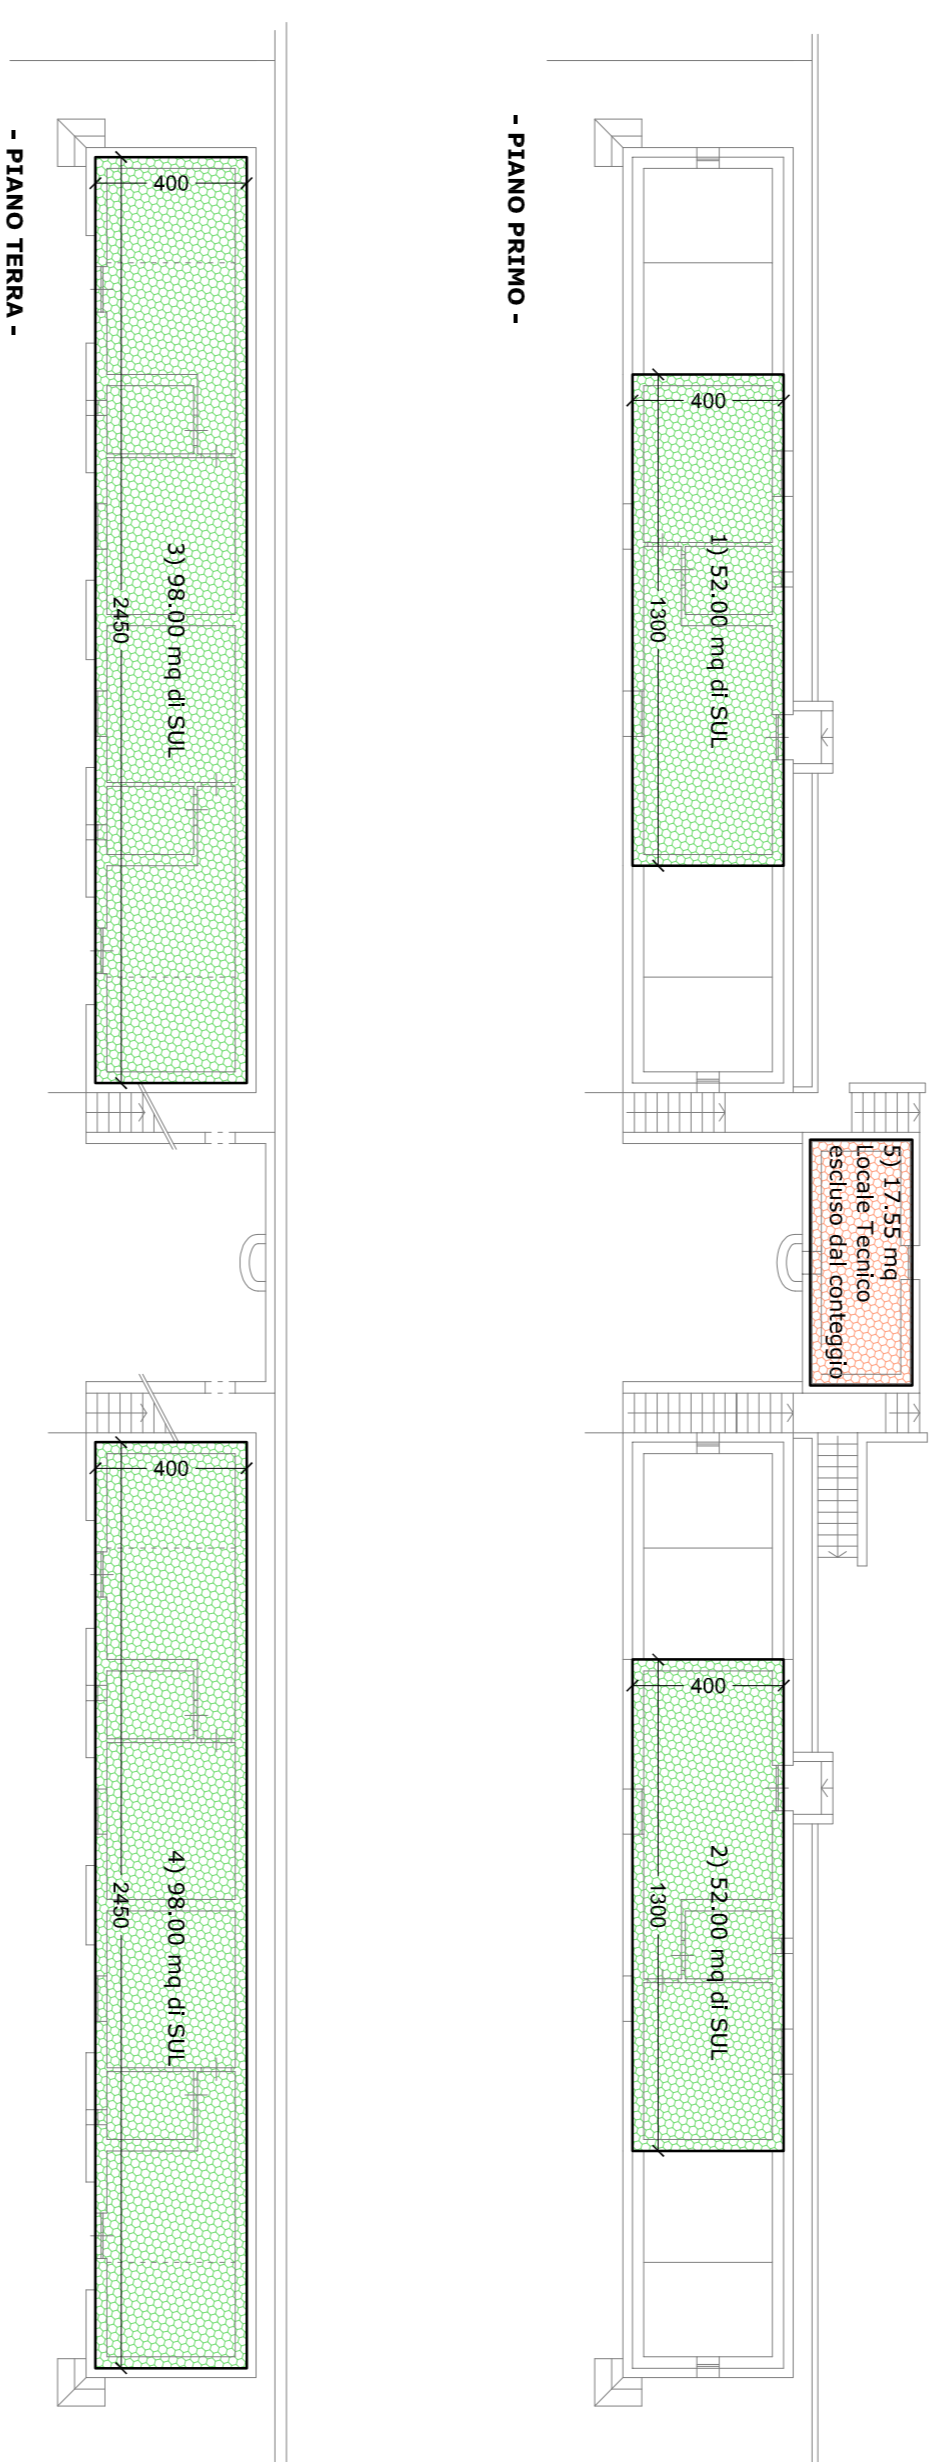 - PIANO PRIMO -
400
1300
1) 52.00 mq di SUL
5) 17.55 mq
Locale Tecnico
escluso dal conteggio
400
1300
2) 52.00 mq di SUL
- PIANO TERRA -
400
2450
3) 98.00 mq di SUL
400
2450
4) 98.00 mq di SUL